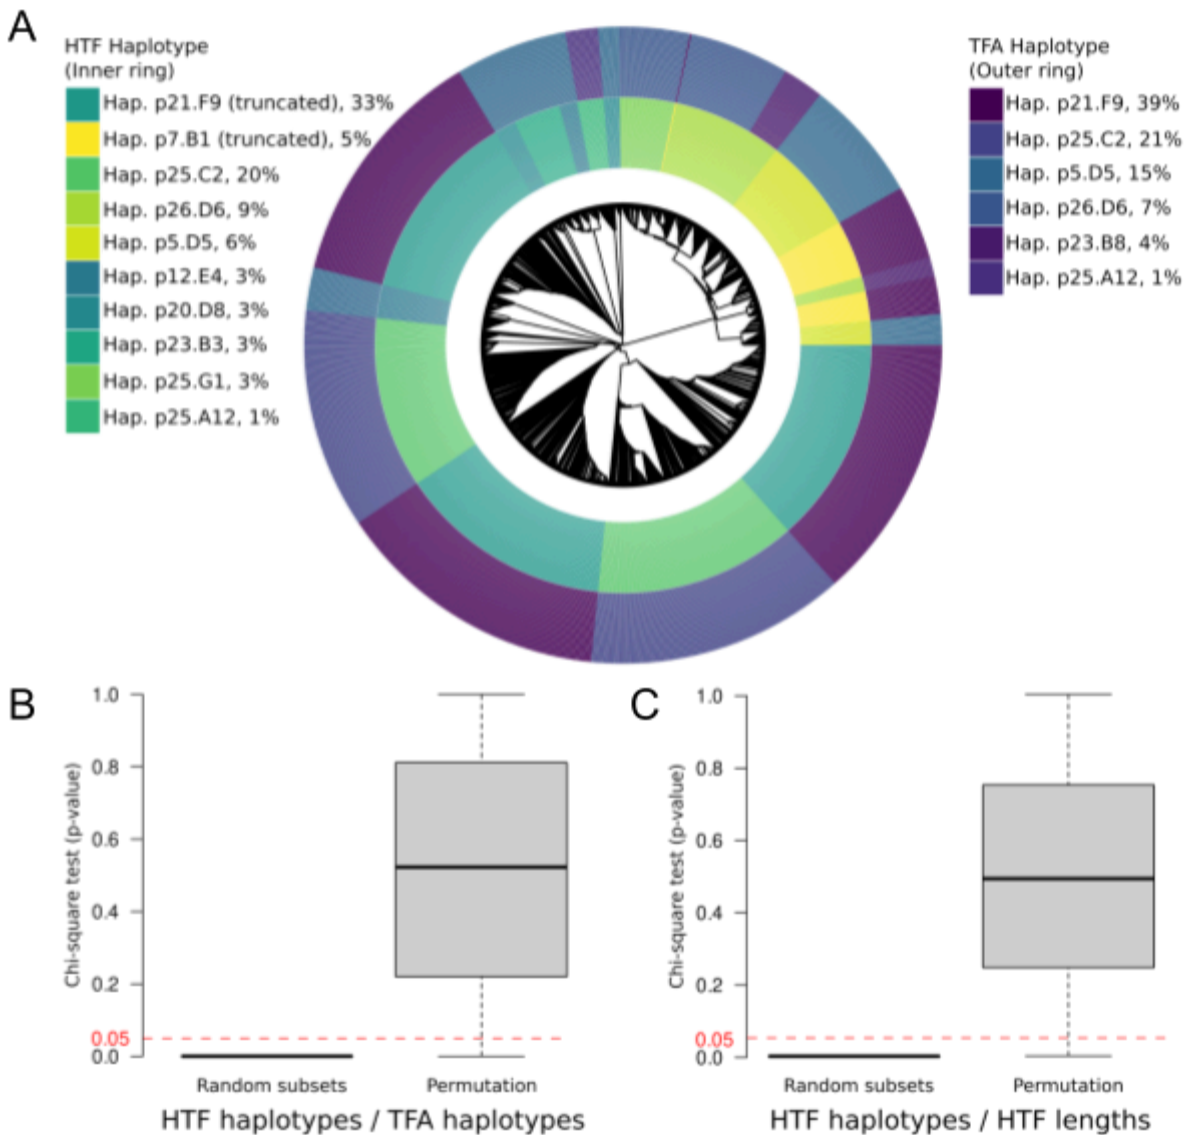 A
HTF Haplotype
(Inner ring)
Hap. p21.F9 (truncated), 33%
Hap. p7.B1 (truncated), 5%
Hap. p25.C2, 20%
Hap. p26.D6, 9%
Hap. p5.D5, 6%
Hap. p12.E4, 3%
Hap. p20.D8, 3%
Hap. p23.B3, 3%
Hap. p25.G1, 3%
Hap. p25.A12, 1%
TFA Haplotype
(Outer ring)
Hap. p21.F9, 39%
Hap. p25.C2, 21%
Hap. p5.D5, 15%
Hap. p26.D6, 7%
Hap. p23.B8, 4%
Hap. p25.A12, 1%
B
Chi-square test (p-value)
1.0
0.8
0.6
0.4
0.2
0.05
0.0
Random subsets
Permutation
HTF haplotypes / TFA haplotypes
C
Chi-square test (p-value)
1.0
0.8
0.6
0.4
0.2
0.05
0.0
Random subsets
Permutation
HTF haplotypes / HTF lengths